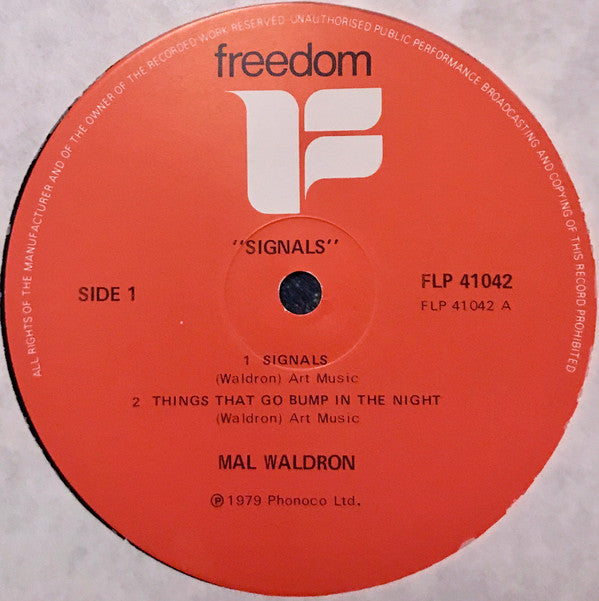 ALL RIGHTS OF THE MANUFACTURER AND OF THE OWNER OF THE RECORDED WORK RESERVED UNAUTHORISED PUBLIC PERFORMANCE BROADCASTING AND COPYING OF THIS RECORD PROHIBITED
freedom
F
"SIGNALS"
SIDE 1
FLP 41042
FLP 41042 A
1 SIGNALS
(Waldron) Art Music
2 THINGS THAT GO BUMP IN THE NIGHT
(Waldron) Art Music
MAL WALDRON
℗ 1979 Phonoco Ltd.